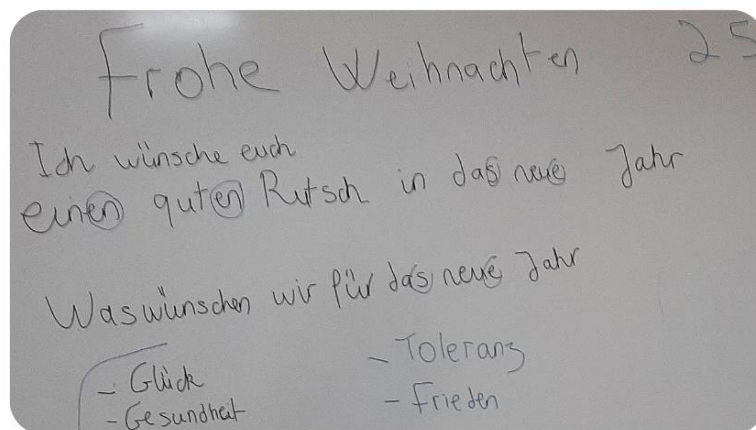 Frohe Weihnachten 25
Ich wünsche euch
einen guten Rutsch in das neue Jahr
Was wünschen wir für das neue Jahr
- Glück
- Gesundheit
- Toleranz
- Frieden